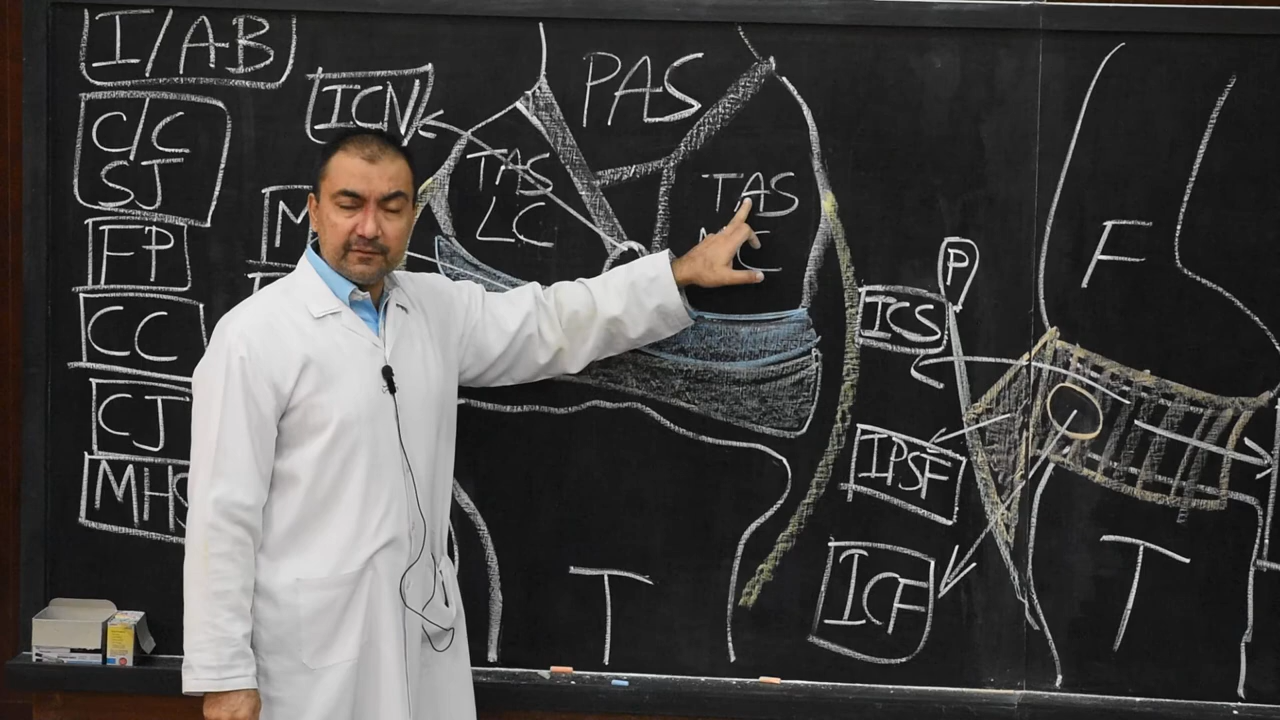 I/AB
C/C
SJ
FP
CC
CJ
MHS
ICN
M
TAS
LC
PAS
TAS
T
P
ICS
IPSF
ICF
F
T